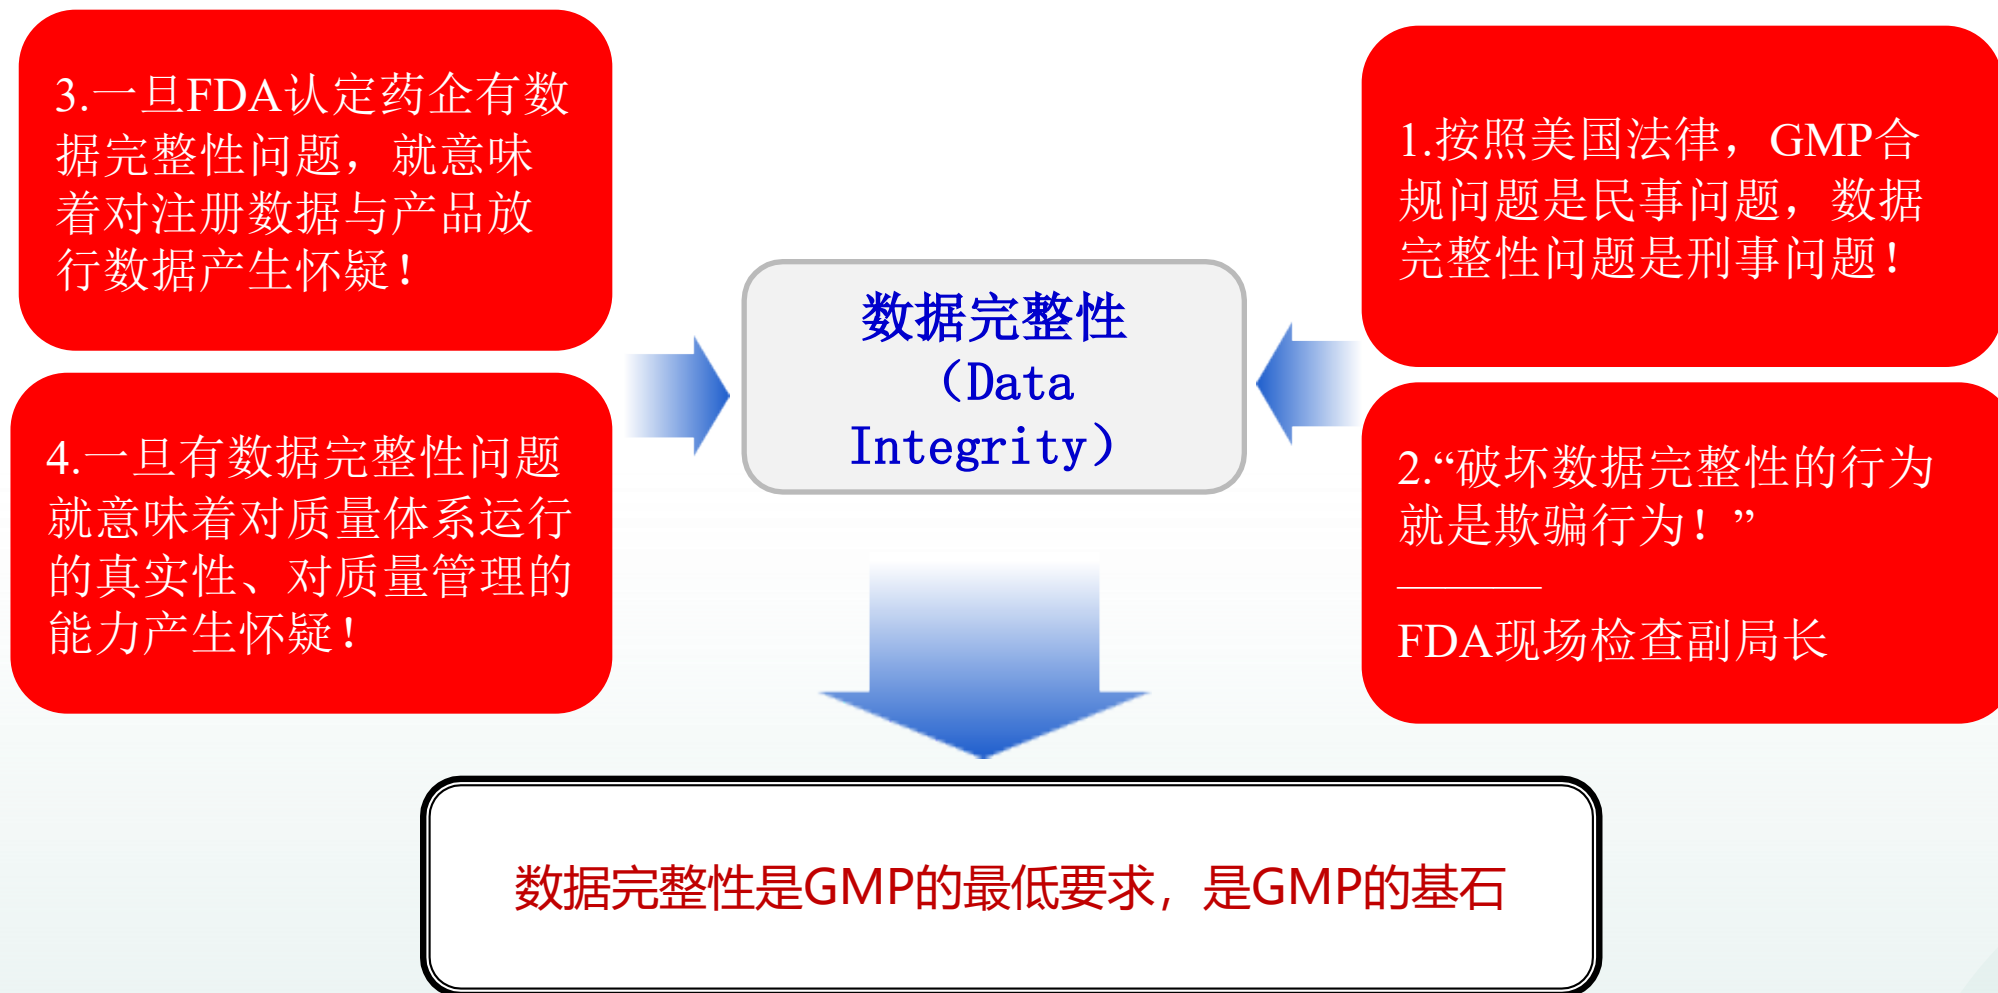 3.一旦FDA认定药企有数
据完整性问题，就意味
着对注册数据与产品放
行数据产生怀疑！
4.一旦有数据完整性问题
就意味着对质量体系运行
的真实性、对质量管理的
能力产生怀疑！
数据完整性
（Data
Integrity）
1.按照美国法律，GMP合
规问题是民事问题，数据
完整性问题是刑事问题！
2.“破坏数据完整性的行为
就是欺骗行为！”
———
FDA现场检查副局长
数据完整性是GMP的最低要求，是GMP的基石